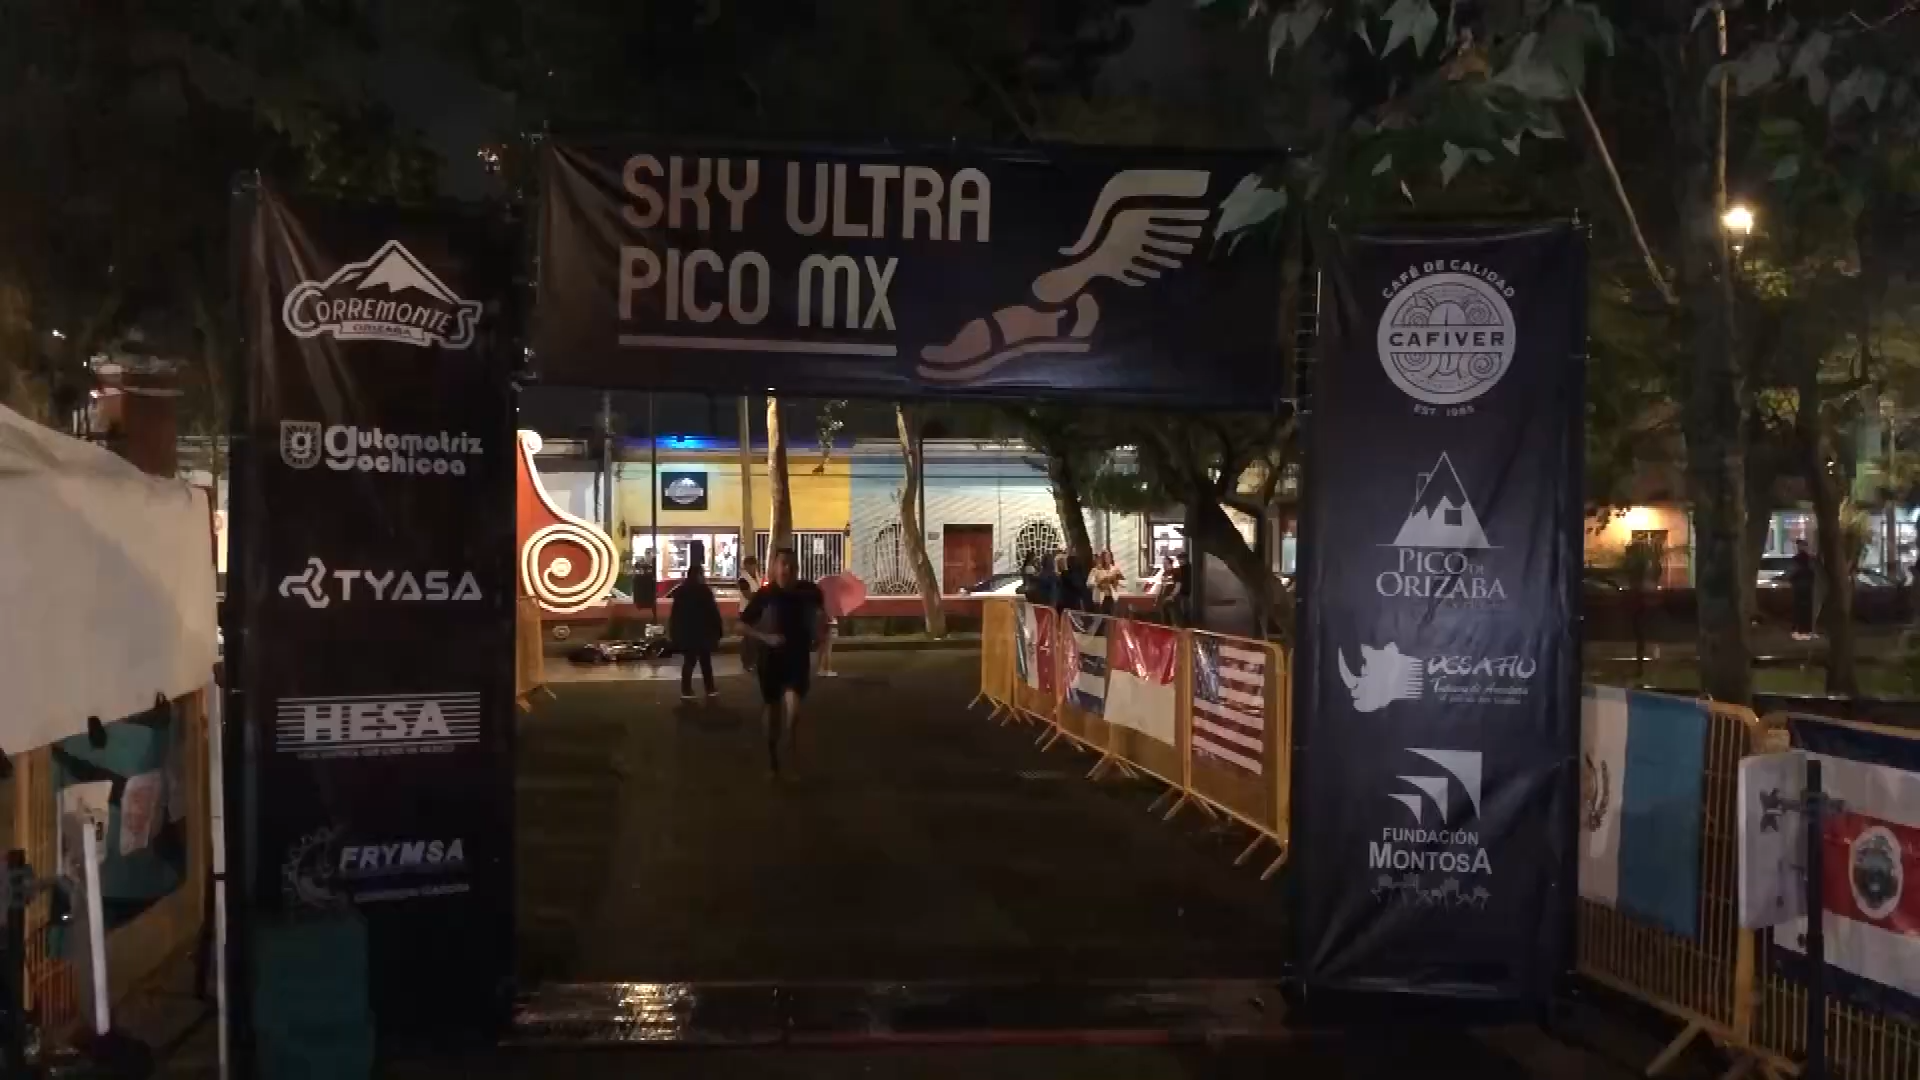 SKY ULTRA
PICO MX
CORREMONTES
ORIZABA
automotriz
gochicoa
TYASA
HESA
FRYMSA
CAFÉ DE CALIDAD
CAFIVER
EST. 1985
PICO DE
ORIZABA
DESAFIO
FUNDACIÓN
MONTOSA